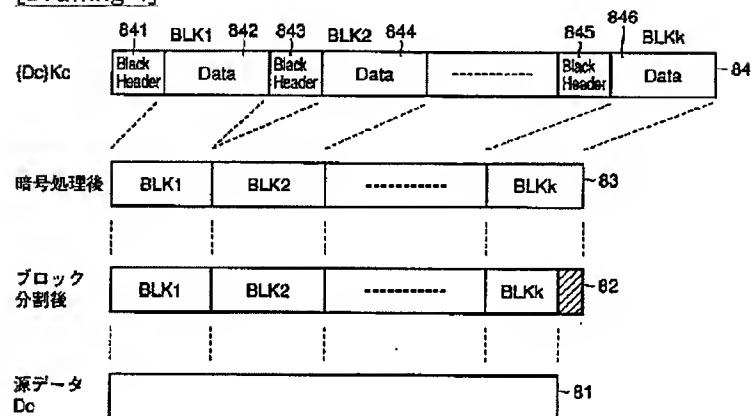 [Drawing 4]
841 BLK1 842 843 BLK2 844 845 846 BLKk
{Dc}Kc Black Header Data Black Header Data Black Header Data 84
暗号処理後 BLK1 BLK2 BLKk 83
ブロック
分割後 BLK1 BLK2 BLKk 82
源データ
Dc 81